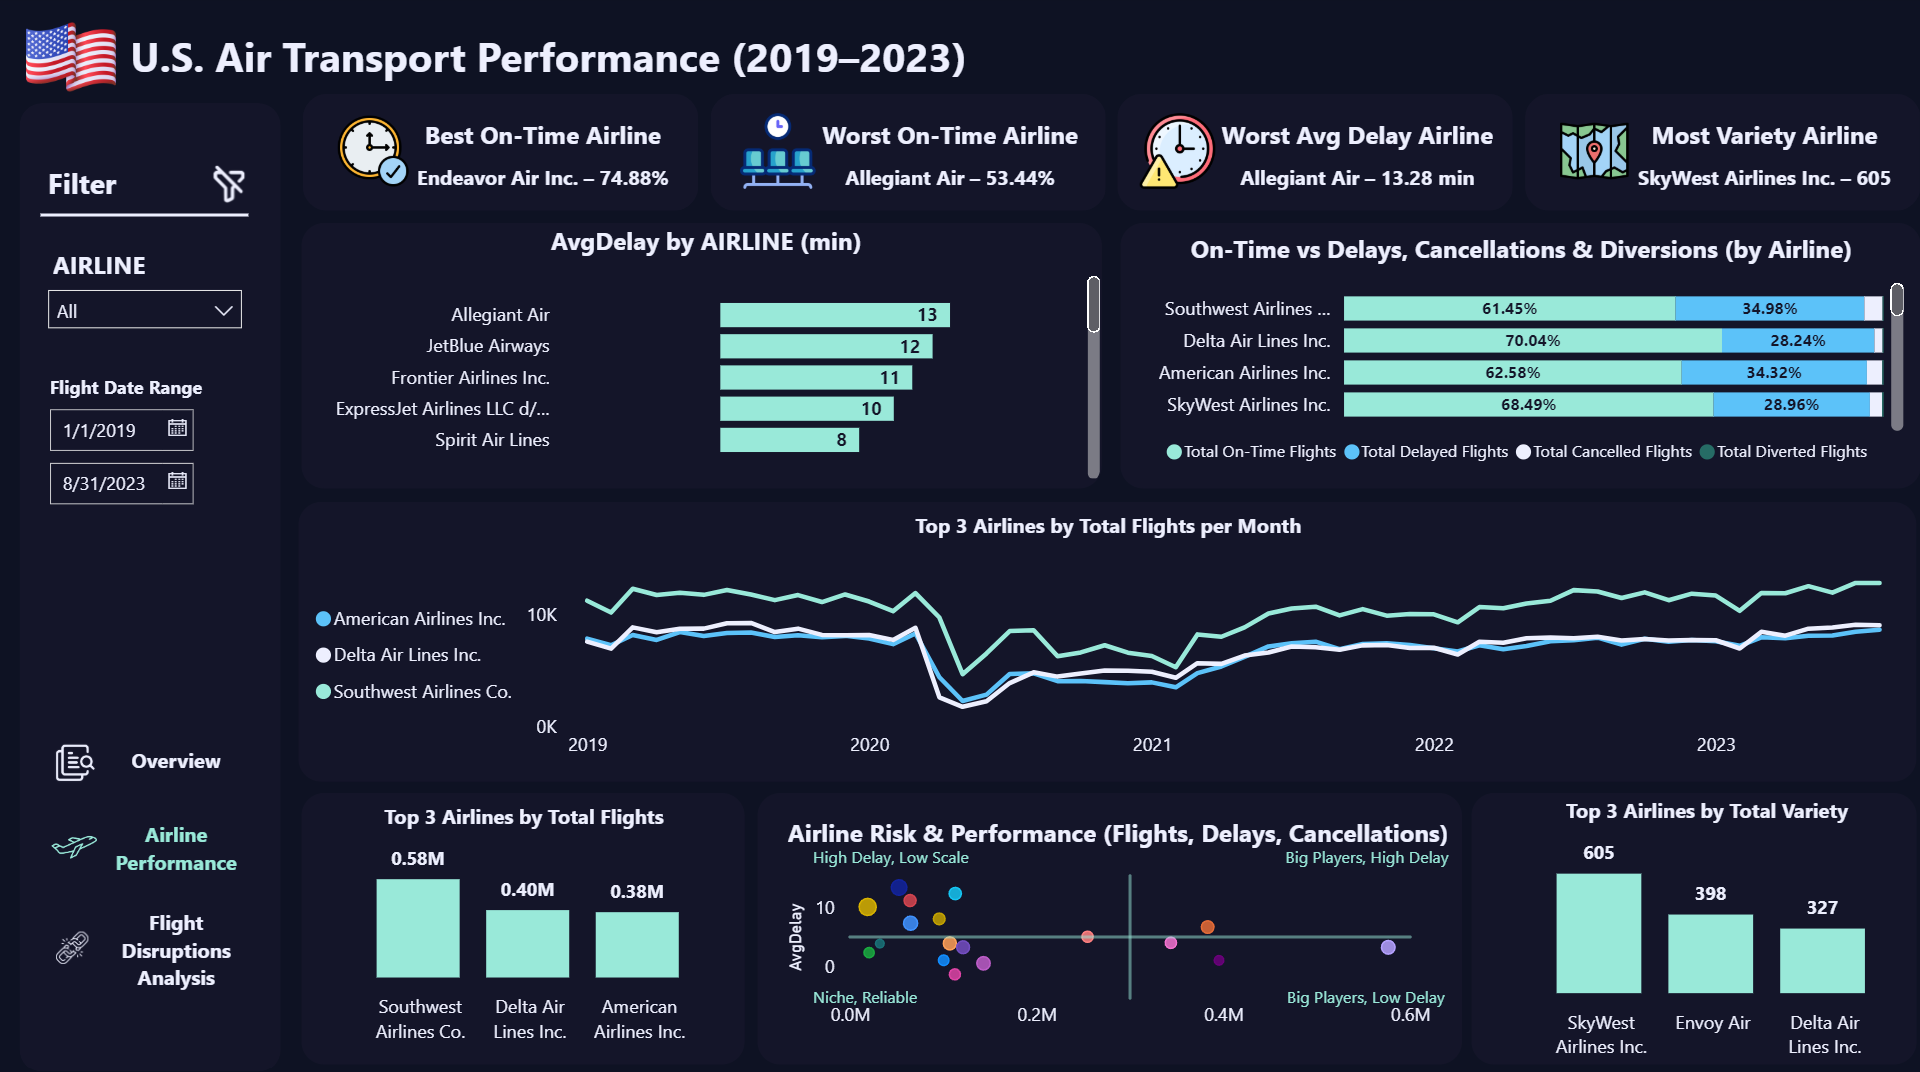 U.S. Air Transport Performance (2019–2023)
Filter
AIRLINE
All
Flight Date Range
1/1/2019
8/31/2023
Overview
Airline
Performance
Flight
Disruptions
Analysis
Best On-Time Airline
Endeavor Air Inc. – 74.88%
Worst On-Time Airline
Allegiant Air – 53.44%
Worst Avg Delay Airline
Allegiant Air – 13.28 min
Most Variety Airline
SkyWest Airlines Inc. – 605
AvgDelay by AIRLINE (min)
Allegiant Air 13
JetBlue Airways 12
Frontier Airlines Inc. 11
ExpressJet Airlines LLC d/... 10
Spirit Air Lines 8
On-Time vs Delays, Cancellations & Diversions (by Airline)
Southwest Airlines ... 61.45% 34.98%
Delta Air Lines Inc. 70.04% 28.24%
American Airlines Inc. 62.58% 34.32%
SkyWest Airlines Inc. 68.49% 28.96%
Total On-Time Flights Total Delayed Flights Total Cancelled Flights Total Diverted Flights
Top 3 Airlines by Total Flights per Month
American Airlines Inc.
Delta Air Lines Inc.
Southwest Airlines Co.
10K
0K
2019 2020 2021 2022 2023
Top 3 Airlines by Total Flights
0.58M
0.40M
0.38M
Southwest
Airlines Co.
Delta Air
Lines Inc.
American
Airlines Inc.
Airline Risk & Performance (Flights, Delays, Cancellations)
High Delay, Low Scale
Big Players, High Delay
AvgDelay
10
0
Niche, Reliable
Big Players, Low Delay
0.0M 0.2M 0.4M 0.6M
Top 3 Airlines by Total Variety
605
398
327
SkyWest
Airlines Inc.
Envoy Air
Delta Air
Lines Inc.